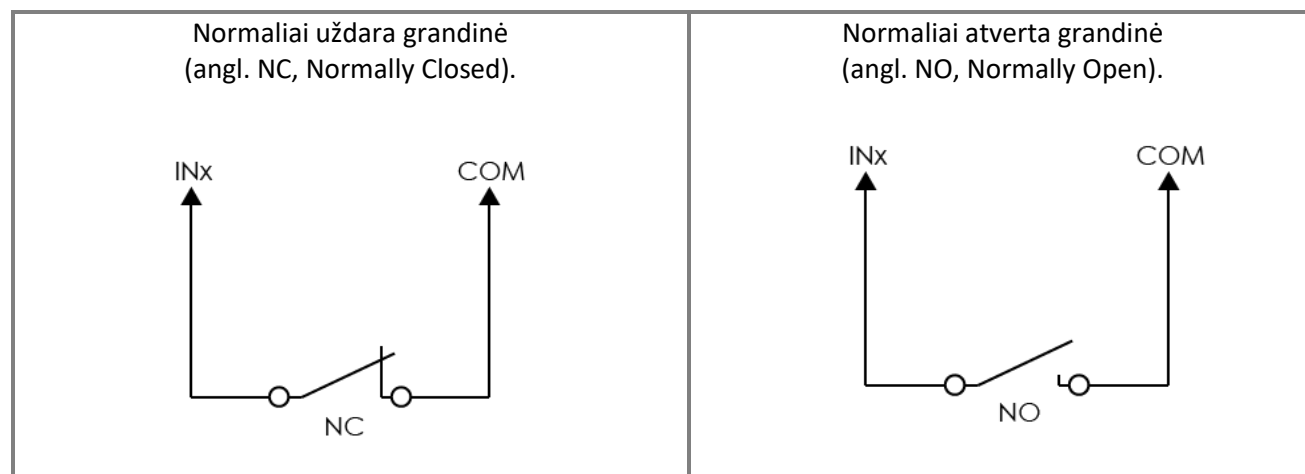 Normaliai uždara grandinė
(angl. NC, Normally Closed).
INx
COM
NC
Normaliai atverta grandinė
(angl. NO, Normally Open).
INx
COM
NO